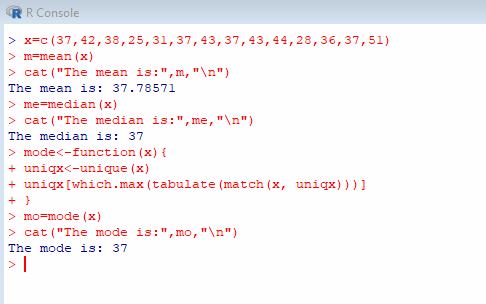 R Console
> x=c(37,42,38,25,31,37,43,37,43,44,28,36,37,51)
> m=mean(x)
> cat("The mean is:",m,"\n")
The mean is: 37.78571
> me=median(x)
> cat("The median is:",me,"\n")
The median is: 37
> mode<-function(x){
+ uniqx<-unique(x)
+ uniqx[which.max(tabulate(match(x, uniqx)))]
+ }
> mo=mode(x)
> cat("The mode is:",mo,"\n")
The mode is: 37
>